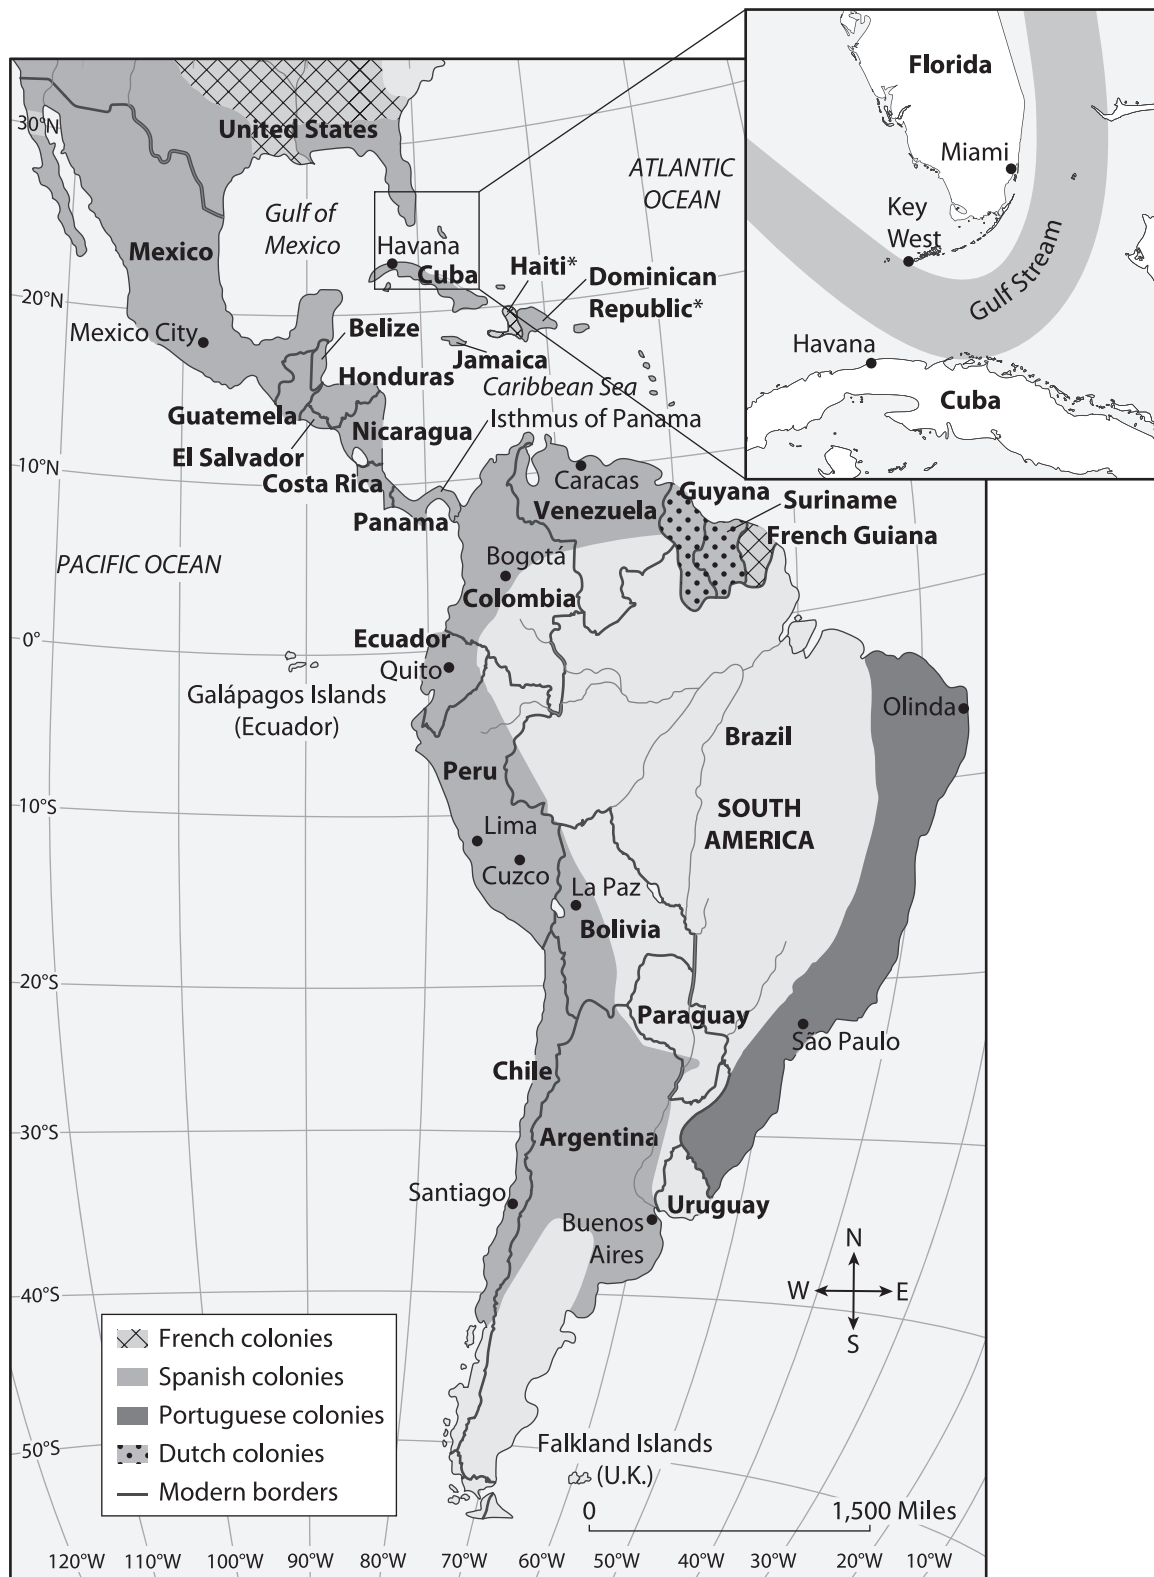 Florida
Miami
Key
West
Gulf Stream
Havana
Cuba
30°N
United States
ATLANTIC
OCEAN
Gulf of
Mexico
Mexico
Havana
Cuba
Haiti*
Dominican
Republic*
20°N
Mexico City
Belize
Jamaica
Honduras
Caribbean Sea
Guatemela
Isthmus of Panama
Nicaragua
El Salvador
10°N
Costa Rica
Caracas
Guyana
Suriname
Venezuela
Panama
French Guiana
PACIFIC OCEAN
Bogotá
Colombia
0°
Ecuador
Quito
Galápagos Islands
(Ecuador)
Olinda
Brazil
Peru
10°S
SOUTH
AMERICA
Lima
Cuzco
La Paz
Bolivia
20°S
Paraguay
São Paulo
Chile
30°S
Argentina
Santiago
Uruguay
Buenos
Aires
N
W
E
S
40°S
French colonies
Spanish colonies
Portuguese colonies
Dutch colonies
Modern borders
50°S
Falkland Islands
(U.K.)
0
1,500 Miles
120°W
110°W
100°W
90°W
80°W
70°W
60°W
50°W
40°W
30°W
20°W
10°W